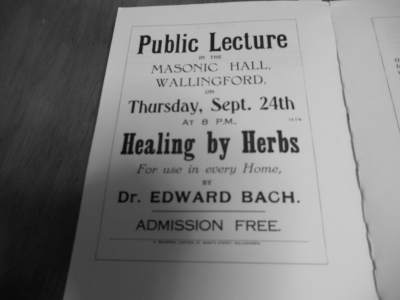 Public Lecture
IN THE
MASONIC HALL,
WALLINGFORD.
ON
Thursday, Sept. 24th
AT 8 P.M.,
Healing by Herbs
For use in every Home,
BY
Dr. EDWARD BACH.
ADMISSION FREE.